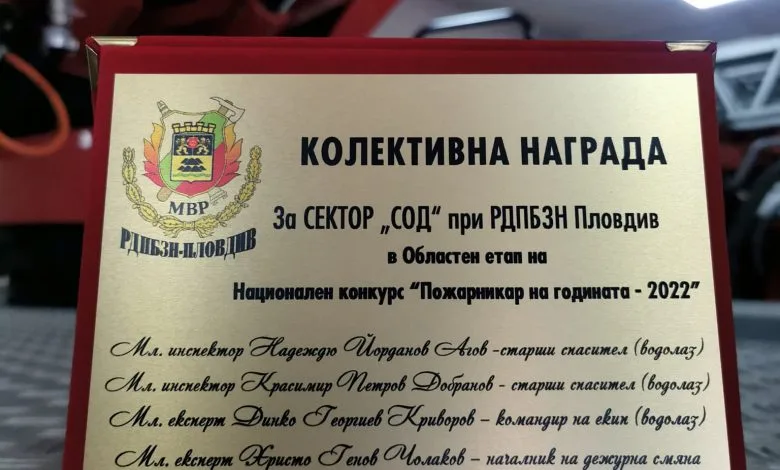 МВР
РДПБЗН-ПЛОВДИВ
КОЛЕКТИВНА НАГРАДА
За СЕКТОР „СОД“ при РДПБЗН Пловдив
в Областен етап на
Национален конкурс “Пожарникар на годината - 2022”
Мл. инспектор Надеждю Йорданов Агов -старши спасител (водолаз)
Мл. инспектор Красимир Петров Добранов - старши спасител (водолаз)
Мл. експерт Динко Георгиев Криворов – командир на екип (водолаз)
Мл. експерт Христо Генов Чолаков – началник на дежурна смяна